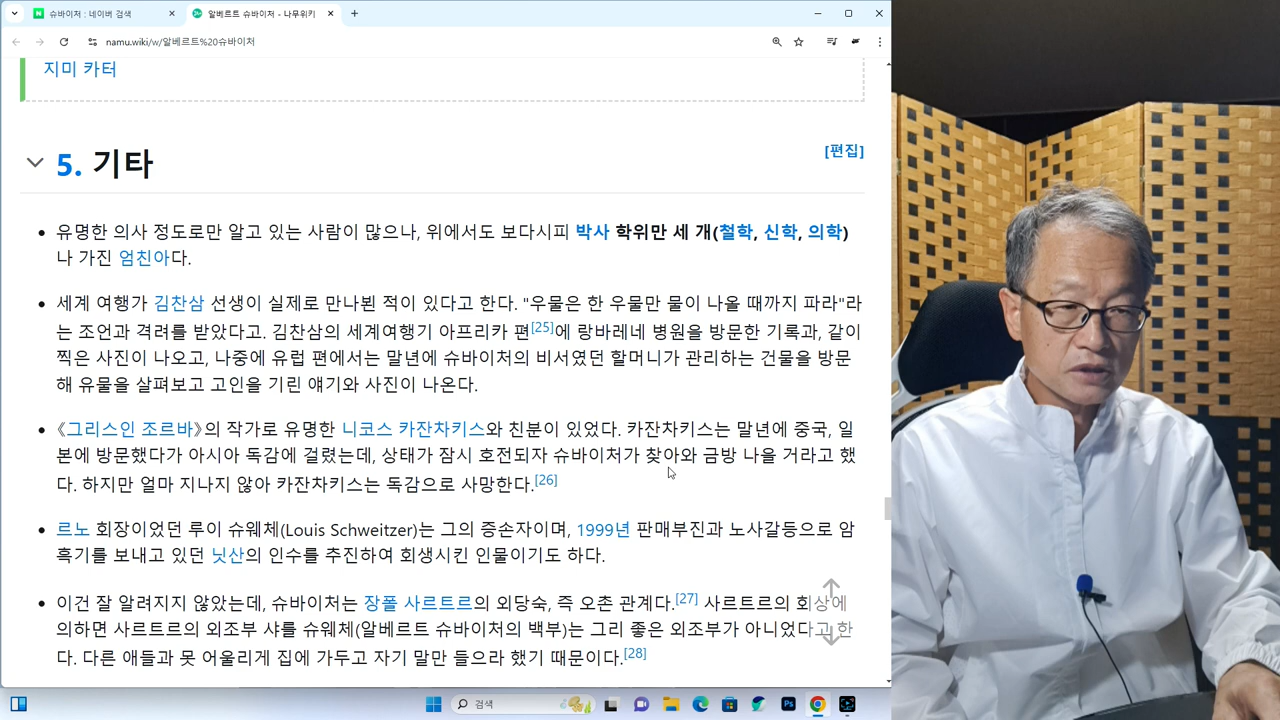 슈바이처 : 네이버 검색
알베르트 슈바이처 - 나무위키
namu.wiki/w/알베르트%20슈바이처
지미 카터
5. 기타
[편집]
유명한 의사 정도로만 알고 있는 사람이 많으나, 위에서도 보다시피 박사 학위만 세 개(철학, 신학, 의학)
나 가진 엄친아다.
세계 여행가 김찬삼 선생이 실제로 만나뵌 적이 있다고 한다. "우물은 한 우물만 물이 나올 때까지 파라"라
는 조언과 격려를 받았다고. 김찬삼의 세계여행기 아프리카 편[25]에 랑바레네 병원을 방문한 기록과, 같이
찍은 사진이 나오고, 나중에 유럽 편에서는 말년에 슈바이처의 비서였던 할머니가 관리하는 건물을 방문
해 유물을 살펴보고 고인을 기린 얘기와 사진이 나온다.
《그리스인 조르바》의 작가로 유명한 니코스 카잔차키스와 친분이 있었다. 카잔차키스는 말년에 중국, 일
본에 방문했다가 아시아 독감에 걸렸는데, 상태가 잠시 호전되자 슈바이처가 찾아와 금방 나을 거라고 했
다. 하지만 얼마 지나지 않아 카잔차키스는 독감으로 사망한다.[26]
르노 회장이었던 루이 슈웨체(Louis Schweitzer)는 그의 증손자이며, 1999년 판매부진과 노사갈등으로 암
흑기를 보내고 있던 닛산의 인수를 추진하여 회생시킨 인물이기도 하다.
이건 잘 알려지지 않았는데, 슈바이처는 장폴 사르트르의 외당숙, 즉 오촌 관계다.[27] 사르트르의 회상에
의하면 사르트르의 외조부 샤를 슈웨체(알베르트 슈바이처의 백부)는 그리 좋은 외조부가 아니었다고 한
다. 다른 애들과 못 어울리게 집에 가두고 자기 말만 들으라 했기 때문이다.[28]
검색